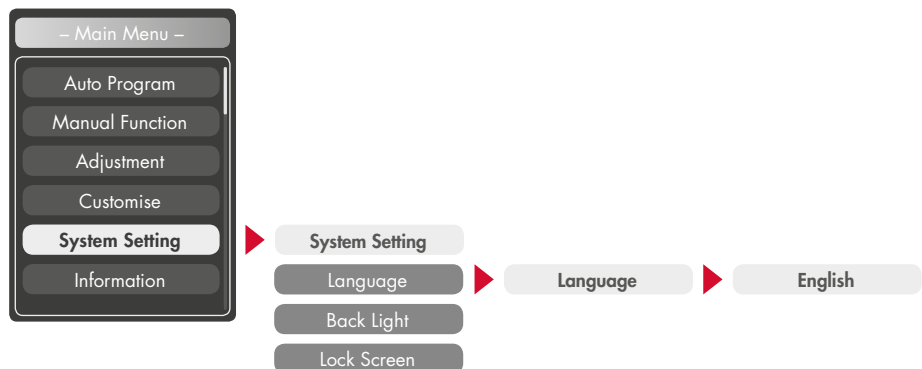 – Main Menu –
Auto Program
Manual Function
Adjustment
Customise
System Setting
Information
System Setting
Language
Back Light
Lock Screen
Language
English